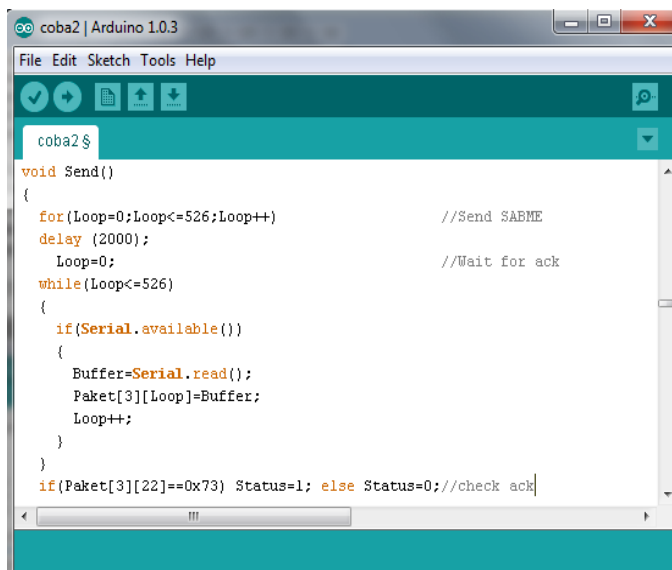 coba2 | Arduino 1.0.3
File Edit Sketch Tools Help
coba2 §
void Send()
{
  for(Loop=0;Loop<=526;Loop++)                    //Send SABME
  delay (2000);
    Loop=0;                                       //Wait for ack
  while(Loop<=526)
  {
    if(Serial.available())
    {
      Buffer=Serial.read();
      Paket[3][Loop]=Buffer;
      Loop++;
    }
  }
  if(Paket[3][22]==0x73) Status=1; else Status=0;//check ack